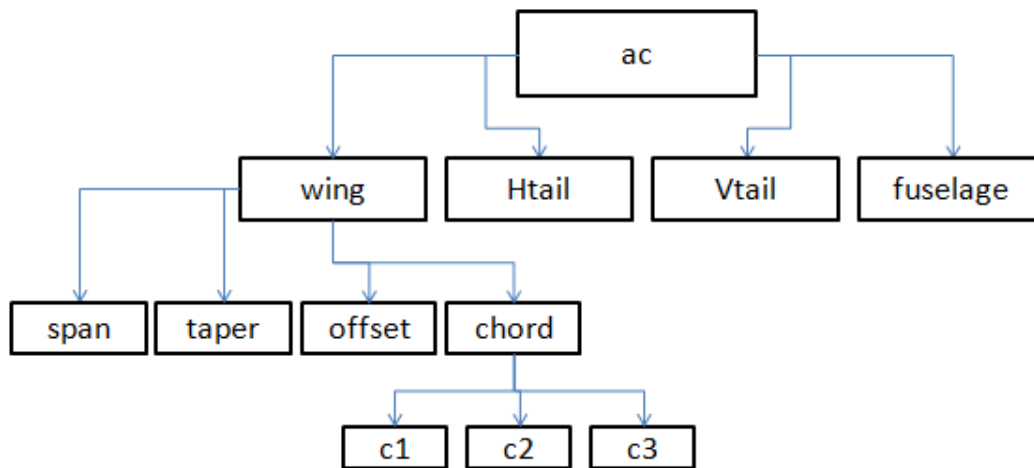 ac
wing
Htail
Vtail
fuselage
span
taper
offset
chord
c1
c2
c3